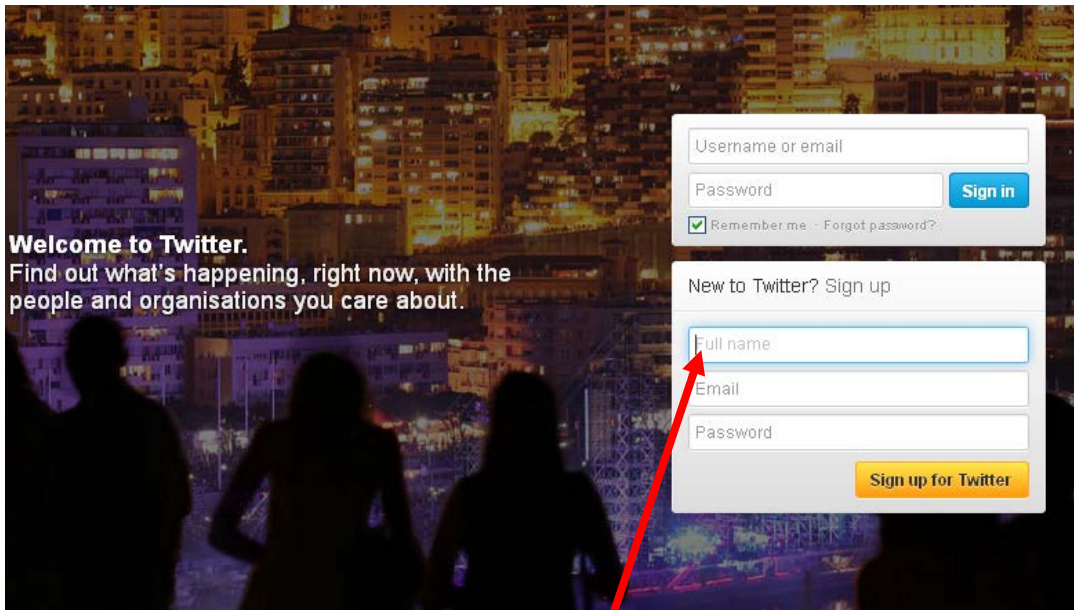 Welcome to Twitter.
Find out what's happening, right now, with the
people and organisations you care about.
Username or email
Password
Sign in
Remember me · Forgot password?
New to Twitter? Sign up
Full name
Email
Password
Sign up for Twitter